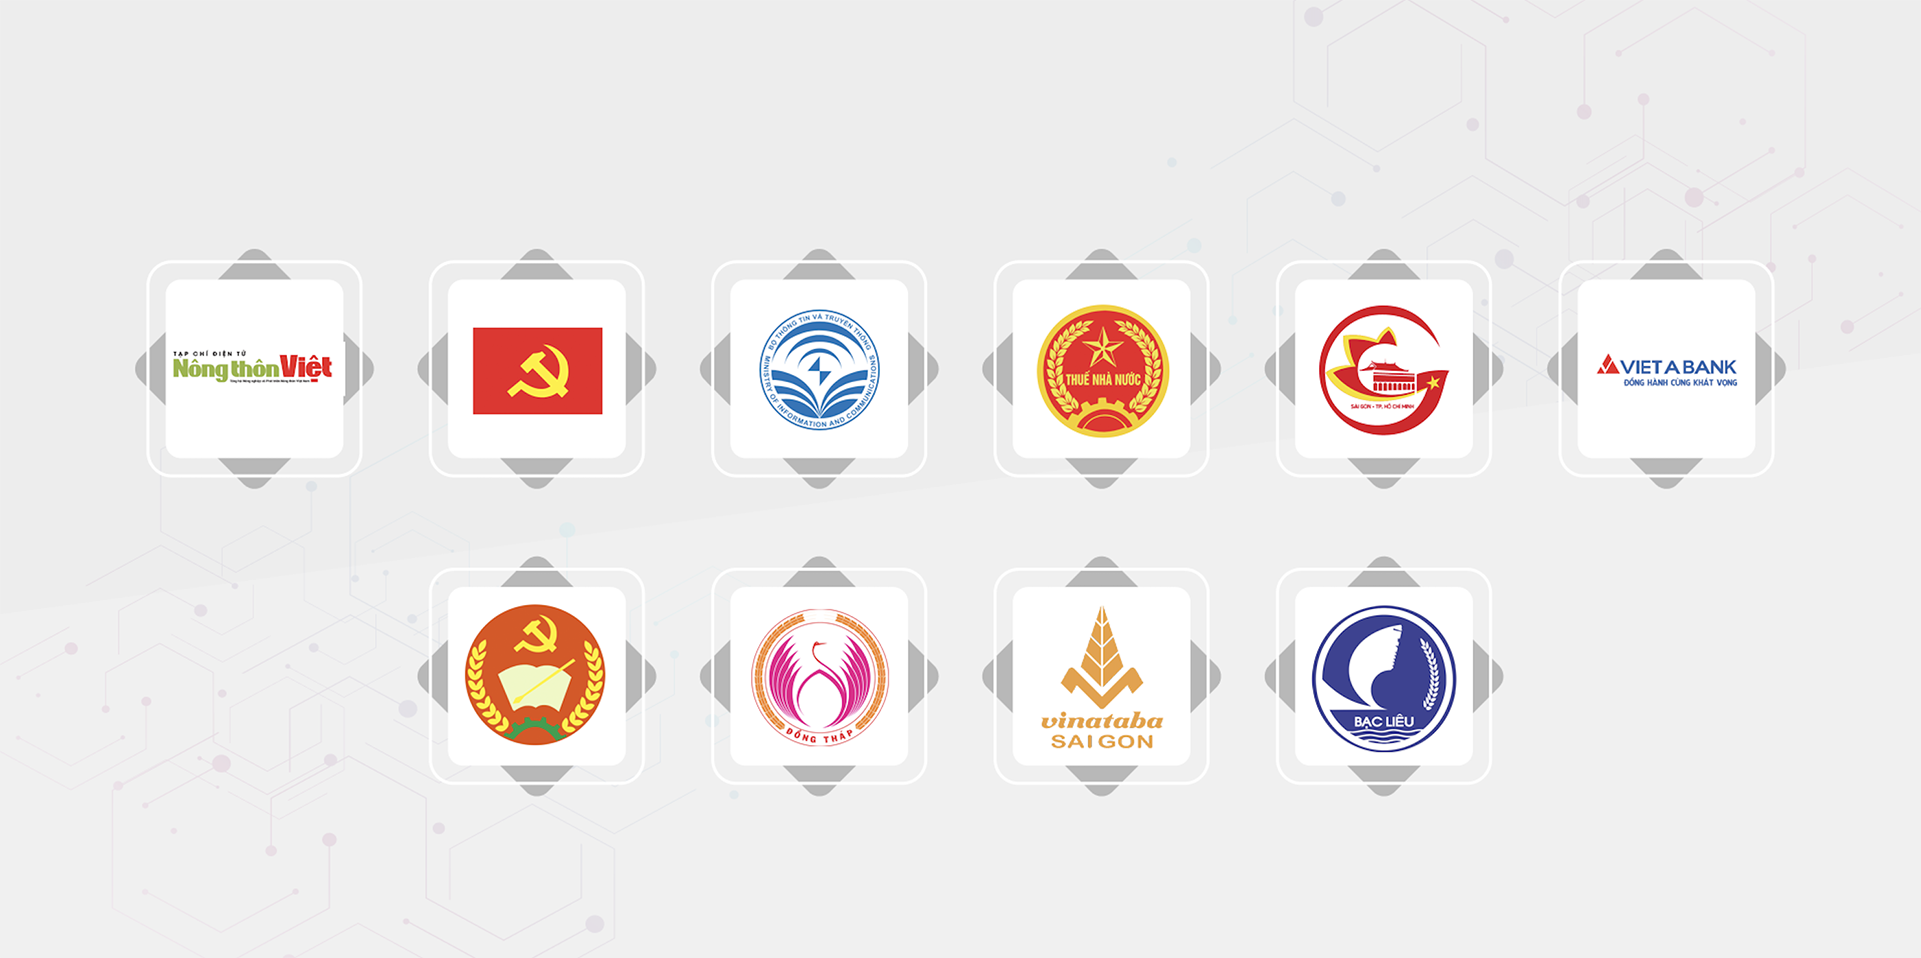 TẠP CHÍ ĐIỆN TỬ
Nông thôn Việt
BỘ THÔNG TIN VÀ TRUYỀN THÔNG
MINISTRY OF INFORMATION AND COMMUNICATIONS
THUẾ NHÀ NƯỚC
SÀI GÒN - TP. HỒ CHÍ MINH
VIET A BANK
ĐỒNG HÀNH CÙNG KHÁT VỌNG
ĐỒNG THÁP
vinataba
SAIGON
BẠC LIÊU